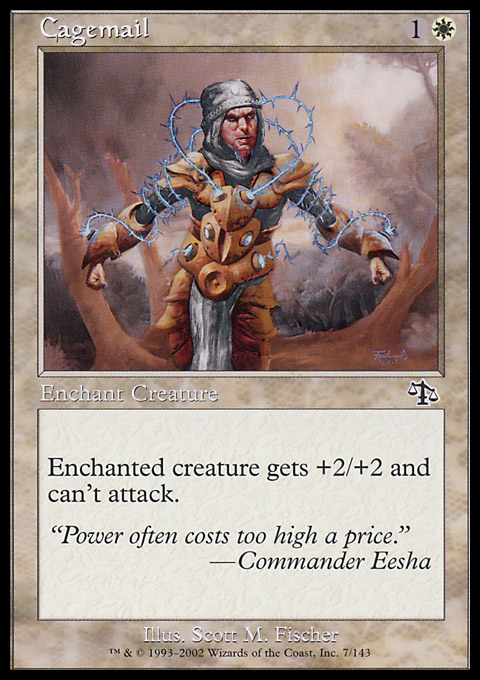 Cagemail 1
Enchant Creature
Enchanted creature gets +2/+2 and
can't attack.
“Power often costs too high a price.”
—Commander Eesha
Illus. Scott M. Fischer
™ & © 1993–2002 Wizards of the Coast, Inc. 7/143